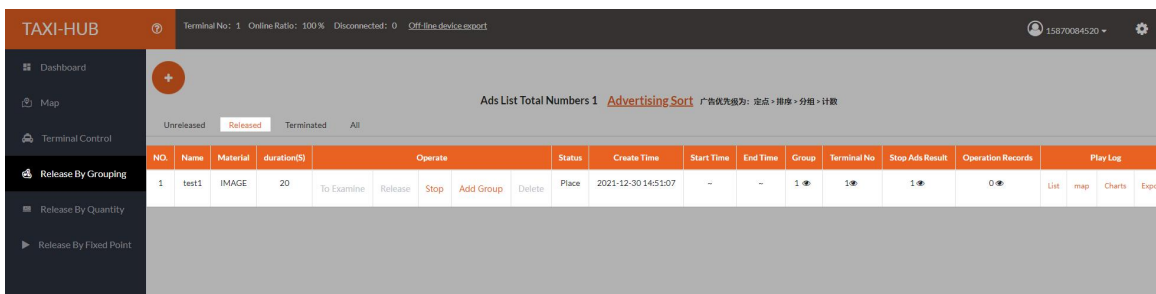 TAXI-HUB
Terminal No: 1 Online Ratio: 100% Disconnected: 0 Off-line device export
15870084520
Dashboard
Map
Terminal Control
Release By Grouping
Release By Quantity
Release By Fixed Point
Ads List Total Numbers 1 Advertising Sort 广告优先级为: 定点>排序>分组>计数
Unreleased Released Terminated All
NO. Name Material duration(S) Operate Status Create Time Start Time End Time Group Terminal No Stop Ads Result Operation Records Play Log
1 test1 IMAGE 20 To Examine Release Stop Add Group Delete Place 2021-12-30 14:51:07 – – 1 1 1 0 List map Charts Expo